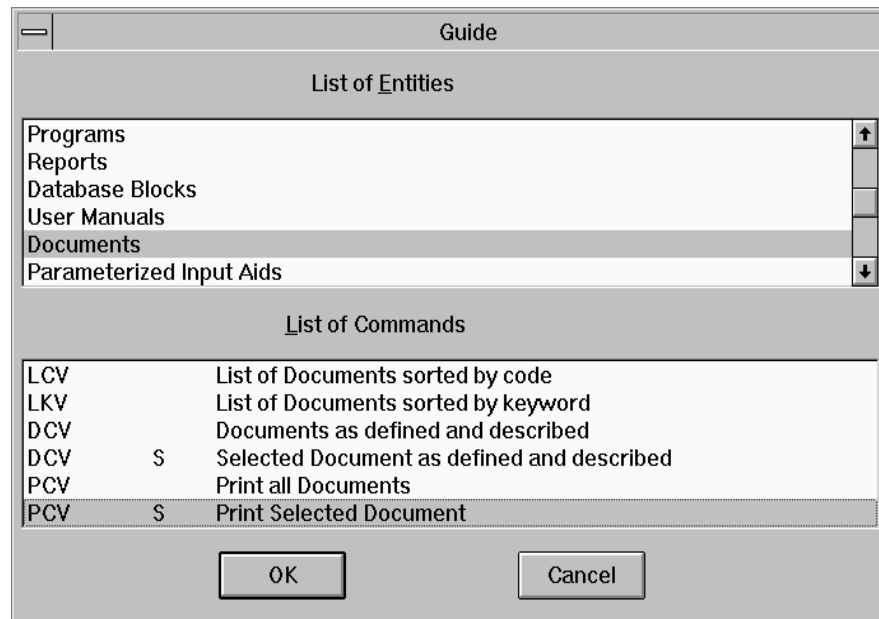 Guide
List of Entities
Programs
Reports
Database Blocks
User Manuals
Documents
Parameterized Input Aids
List of Commands
LCV List of Documents sorted by code
LKV List of Documents sorted by keyword
DCV Documents as defined and described
DCV S Selected Document as defined and described
PCV Print all Documents
PCV S Print Selected Document
OK Cancel